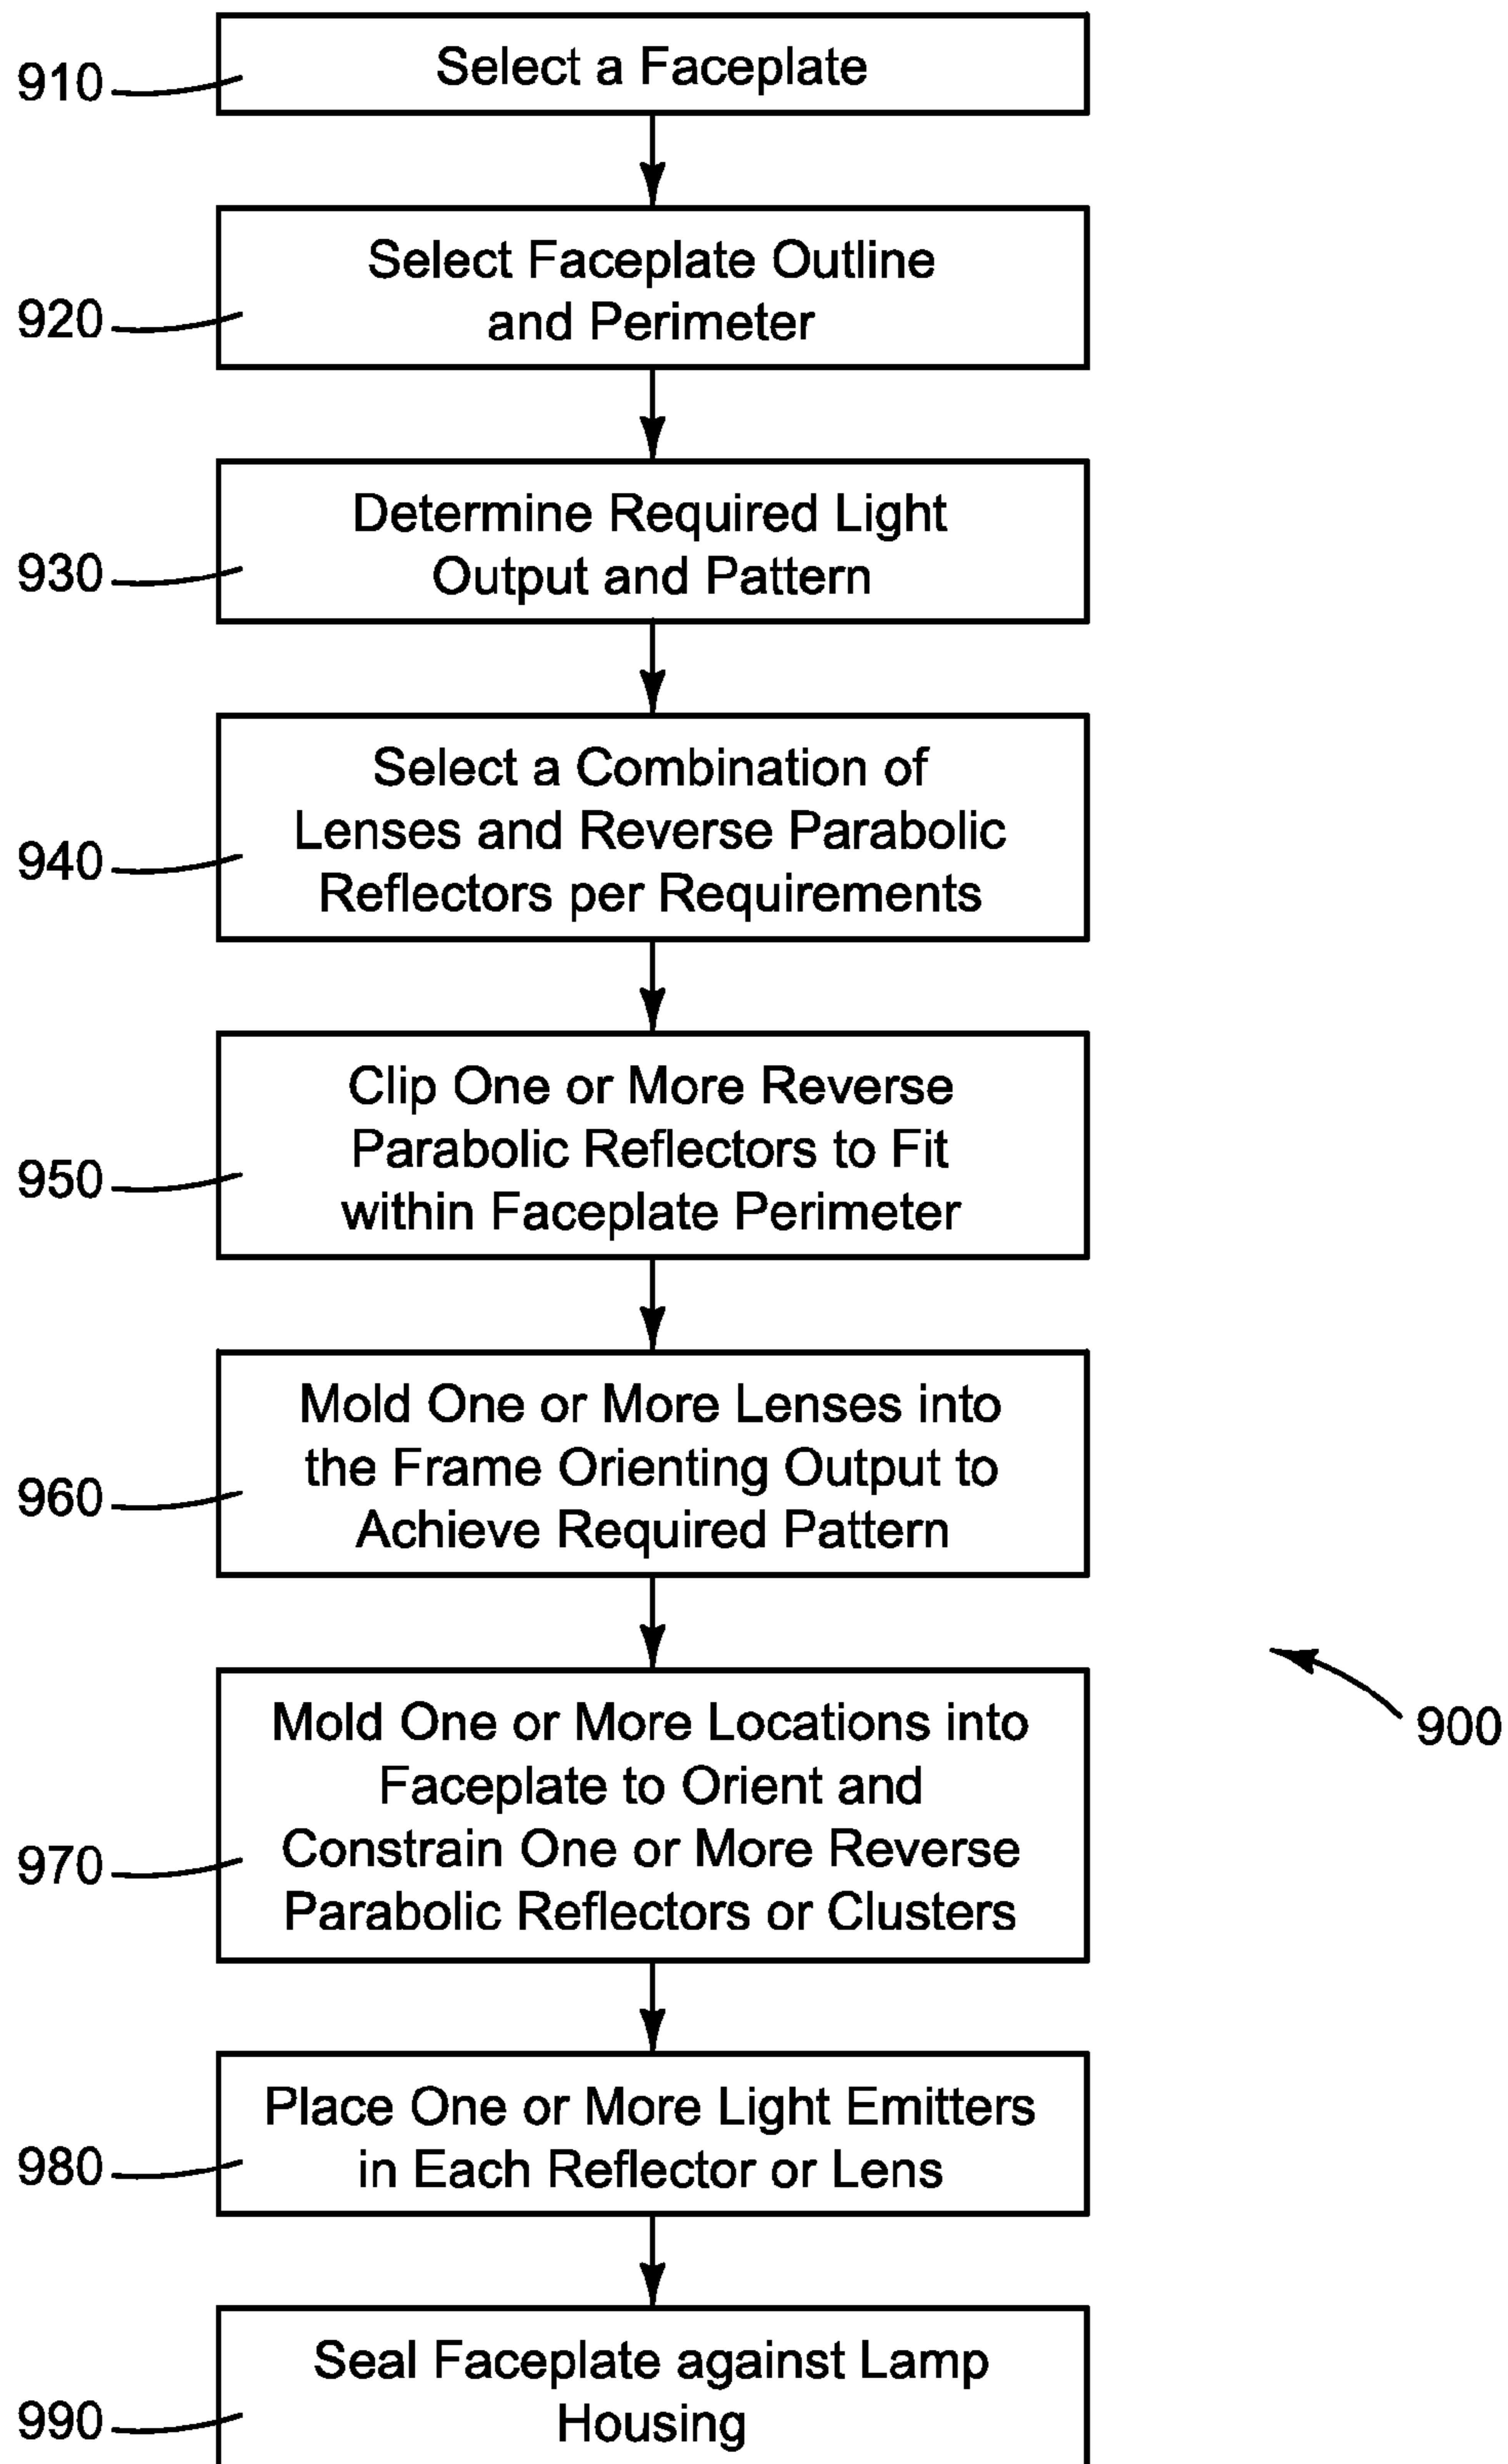 910
Select a Faceplate
920
Select Faceplate Outline
and Perimeter
930
Determine Required Light
Output and Pattern
940
Select a Combination of
Lenses and Reverse Parabolic
Reflectors per Requirements
950
Clip One or More Reverse
Parabolic Reflectors to Fit
within Faceplate Perimeter
960
Mold One or More Lenses into
the Frame Orienting Output to
Achieve Required Pattern
900
970
Mold One or More Locations into
Faceplate to Orient and
Constrain One or More Reverse
Parabolic Reflectors or Clusters
980
Place One or More Light Emitters
in Each Reflector or Lens
990
Seal Faceplate against Lamp
Housing